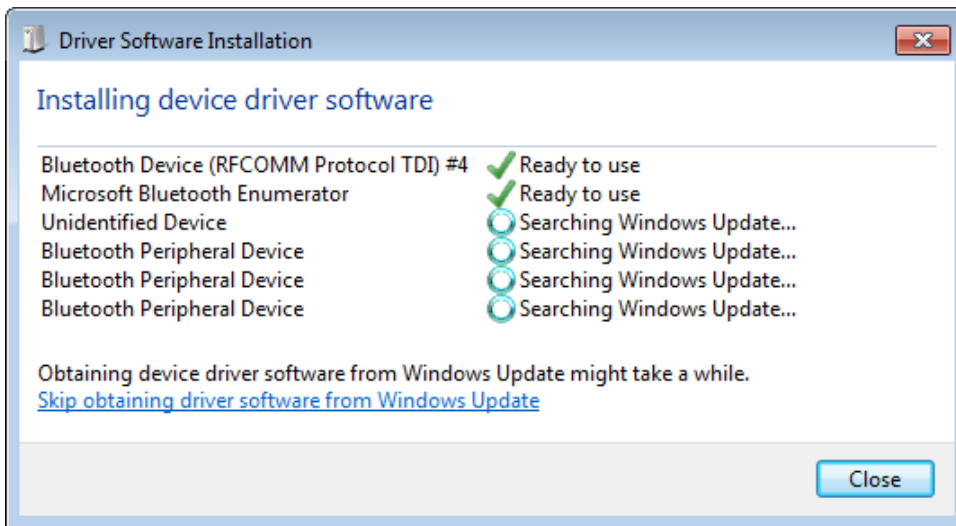 Driver Software Installation
Installing device driver software
Bluetooth Device (RFCOMM Protocol TDI) #4 Ready to use
Microsoft Bluetooth Enumerator Ready to use
Unidentified Device Searching Windows Update...
Bluetooth Peripheral Device Searching Windows Update...
Bluetooth Peripheral Device Searching Windows Update...
Bluetooth Peripheral Device Searching Windows Update...
Obtaining device driver software from Windows Update might take a while.
Skip obtaining driver software from Windows Update
Close